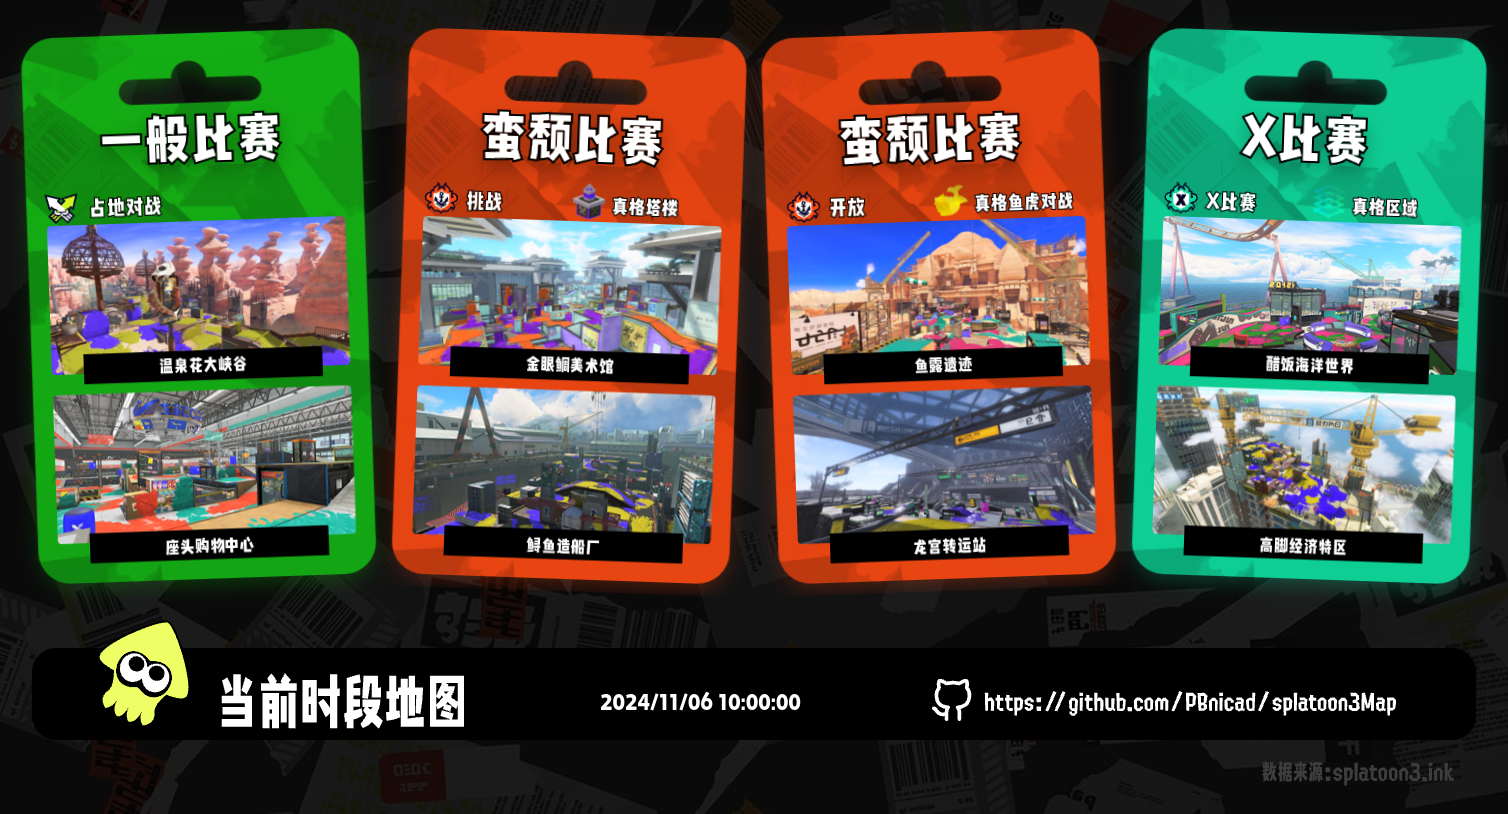 一般比赛
占地对战
温泉花大峡谷
座头购物中心
蛮颓比赛
挑战
真格塔楼
金眼鲷美术馆
鲟鱼造船厂
蛮颓比赛
开放
真格鱼虎对战
鱼露遗迹
龙宫转运站
X比赛
X比赛
真格区域
醋饭海洋世界
高脚经济特区
当前时段地图
2024/11/06 10:00:00
https://github.com/PBnicad/splatoon3Map
数据来源:splatoon3.ink